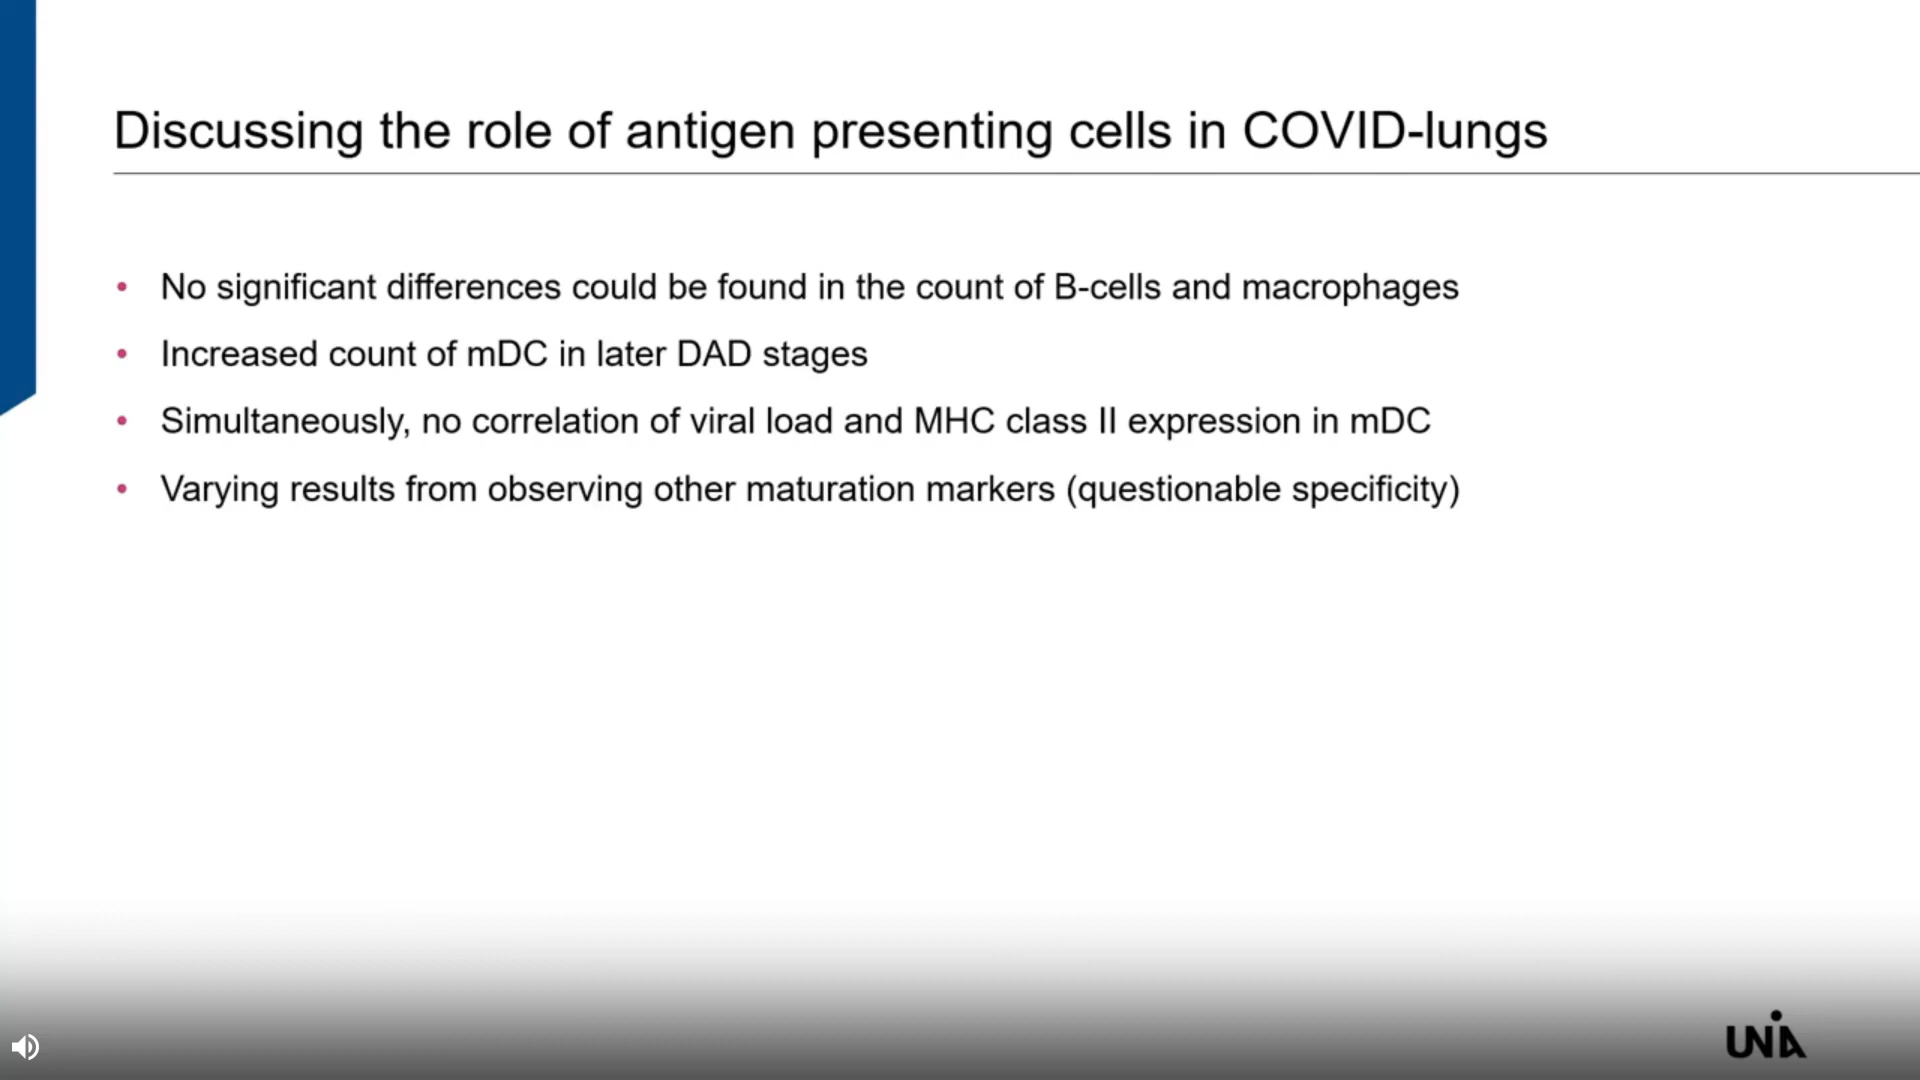 Discussing the role of antigen presenting cells in COVID-lungs
• No significant differences could be found in the count of B-cells and macrophages
• Increased count of mDC in later DAD stages
• Simultaneously, no correlation of viral load and MHC class II expression in mDC
• Varying results from observing other maturation markers (questionable specificity)
UNIA